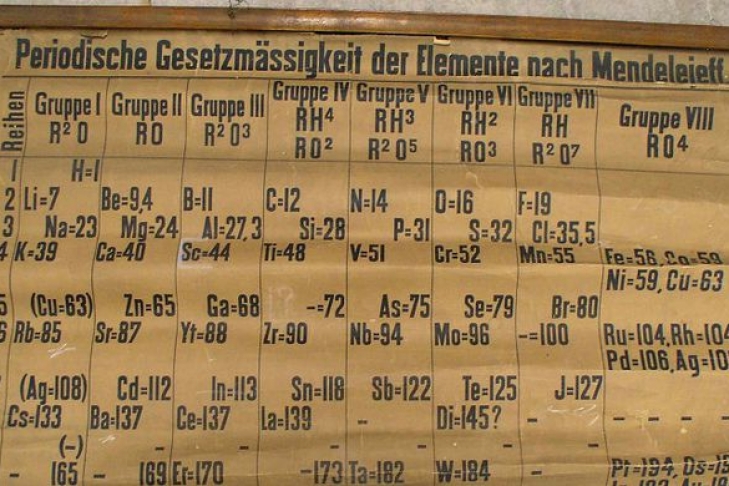 Periodische Gesetzmässigkeit der Elemente nach Mendelejeff.
Reihen Gruppe I Gruppe II Gruppe III Gruppe IV Gruppe V Gruppe VI Gruppe VII Gruppe VIII
RH⁴ RH³ RH² RH
R²O RO R²O³ RO² R²O⁵ RO³ R²O⁷ RO⁴
1 H=1
2 Li=7 Be=9,4 B=11 C=12 N=14 O=16 F=19
3 Na=23 Mg=24 Al=27,3 Si=28 P=31 S=32 Cl=35,5
4 K=39 Ca=40 Sc=44 Ti=48 V=51 Cr=52 Mn=55 Fe=56, Co=59
Ni=59, Cu=63
5 (Cu=63) Zn=65 Ga=68 -=72 As=75 Se=79 Br=80
6 Rb=85 Sr=87 Yt=88 Zr=90 Nb=94 Mo=96 -=100 Ru=104, Rh=104
Pd=106, Ag=10
(Ag=108) Cd=112 In=113 Sn=118 Sb=122 Te=125 J=127
Cs=133 Ba=137 Ce=137 La=139 - Di=145? - - - - -
(-) - - - - - -
- 165 - 169 Er=170 -173 Ta=182 W=184 - Pt=194, Os=19